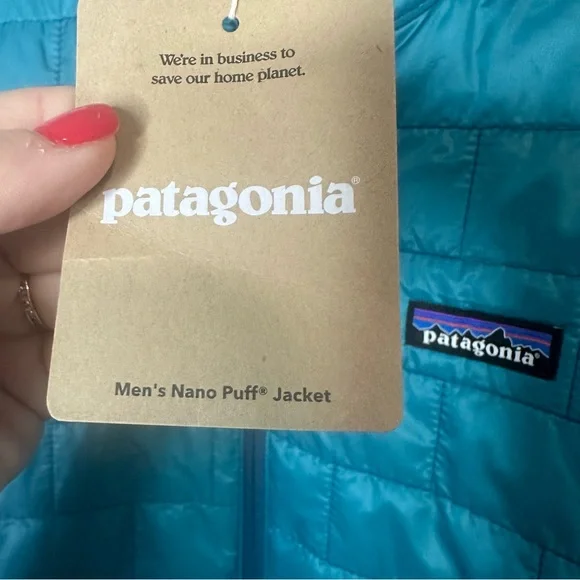 We're in business to
save our home planet.
patagonia®
patagonia®
Men's Nano Puff® Jacket